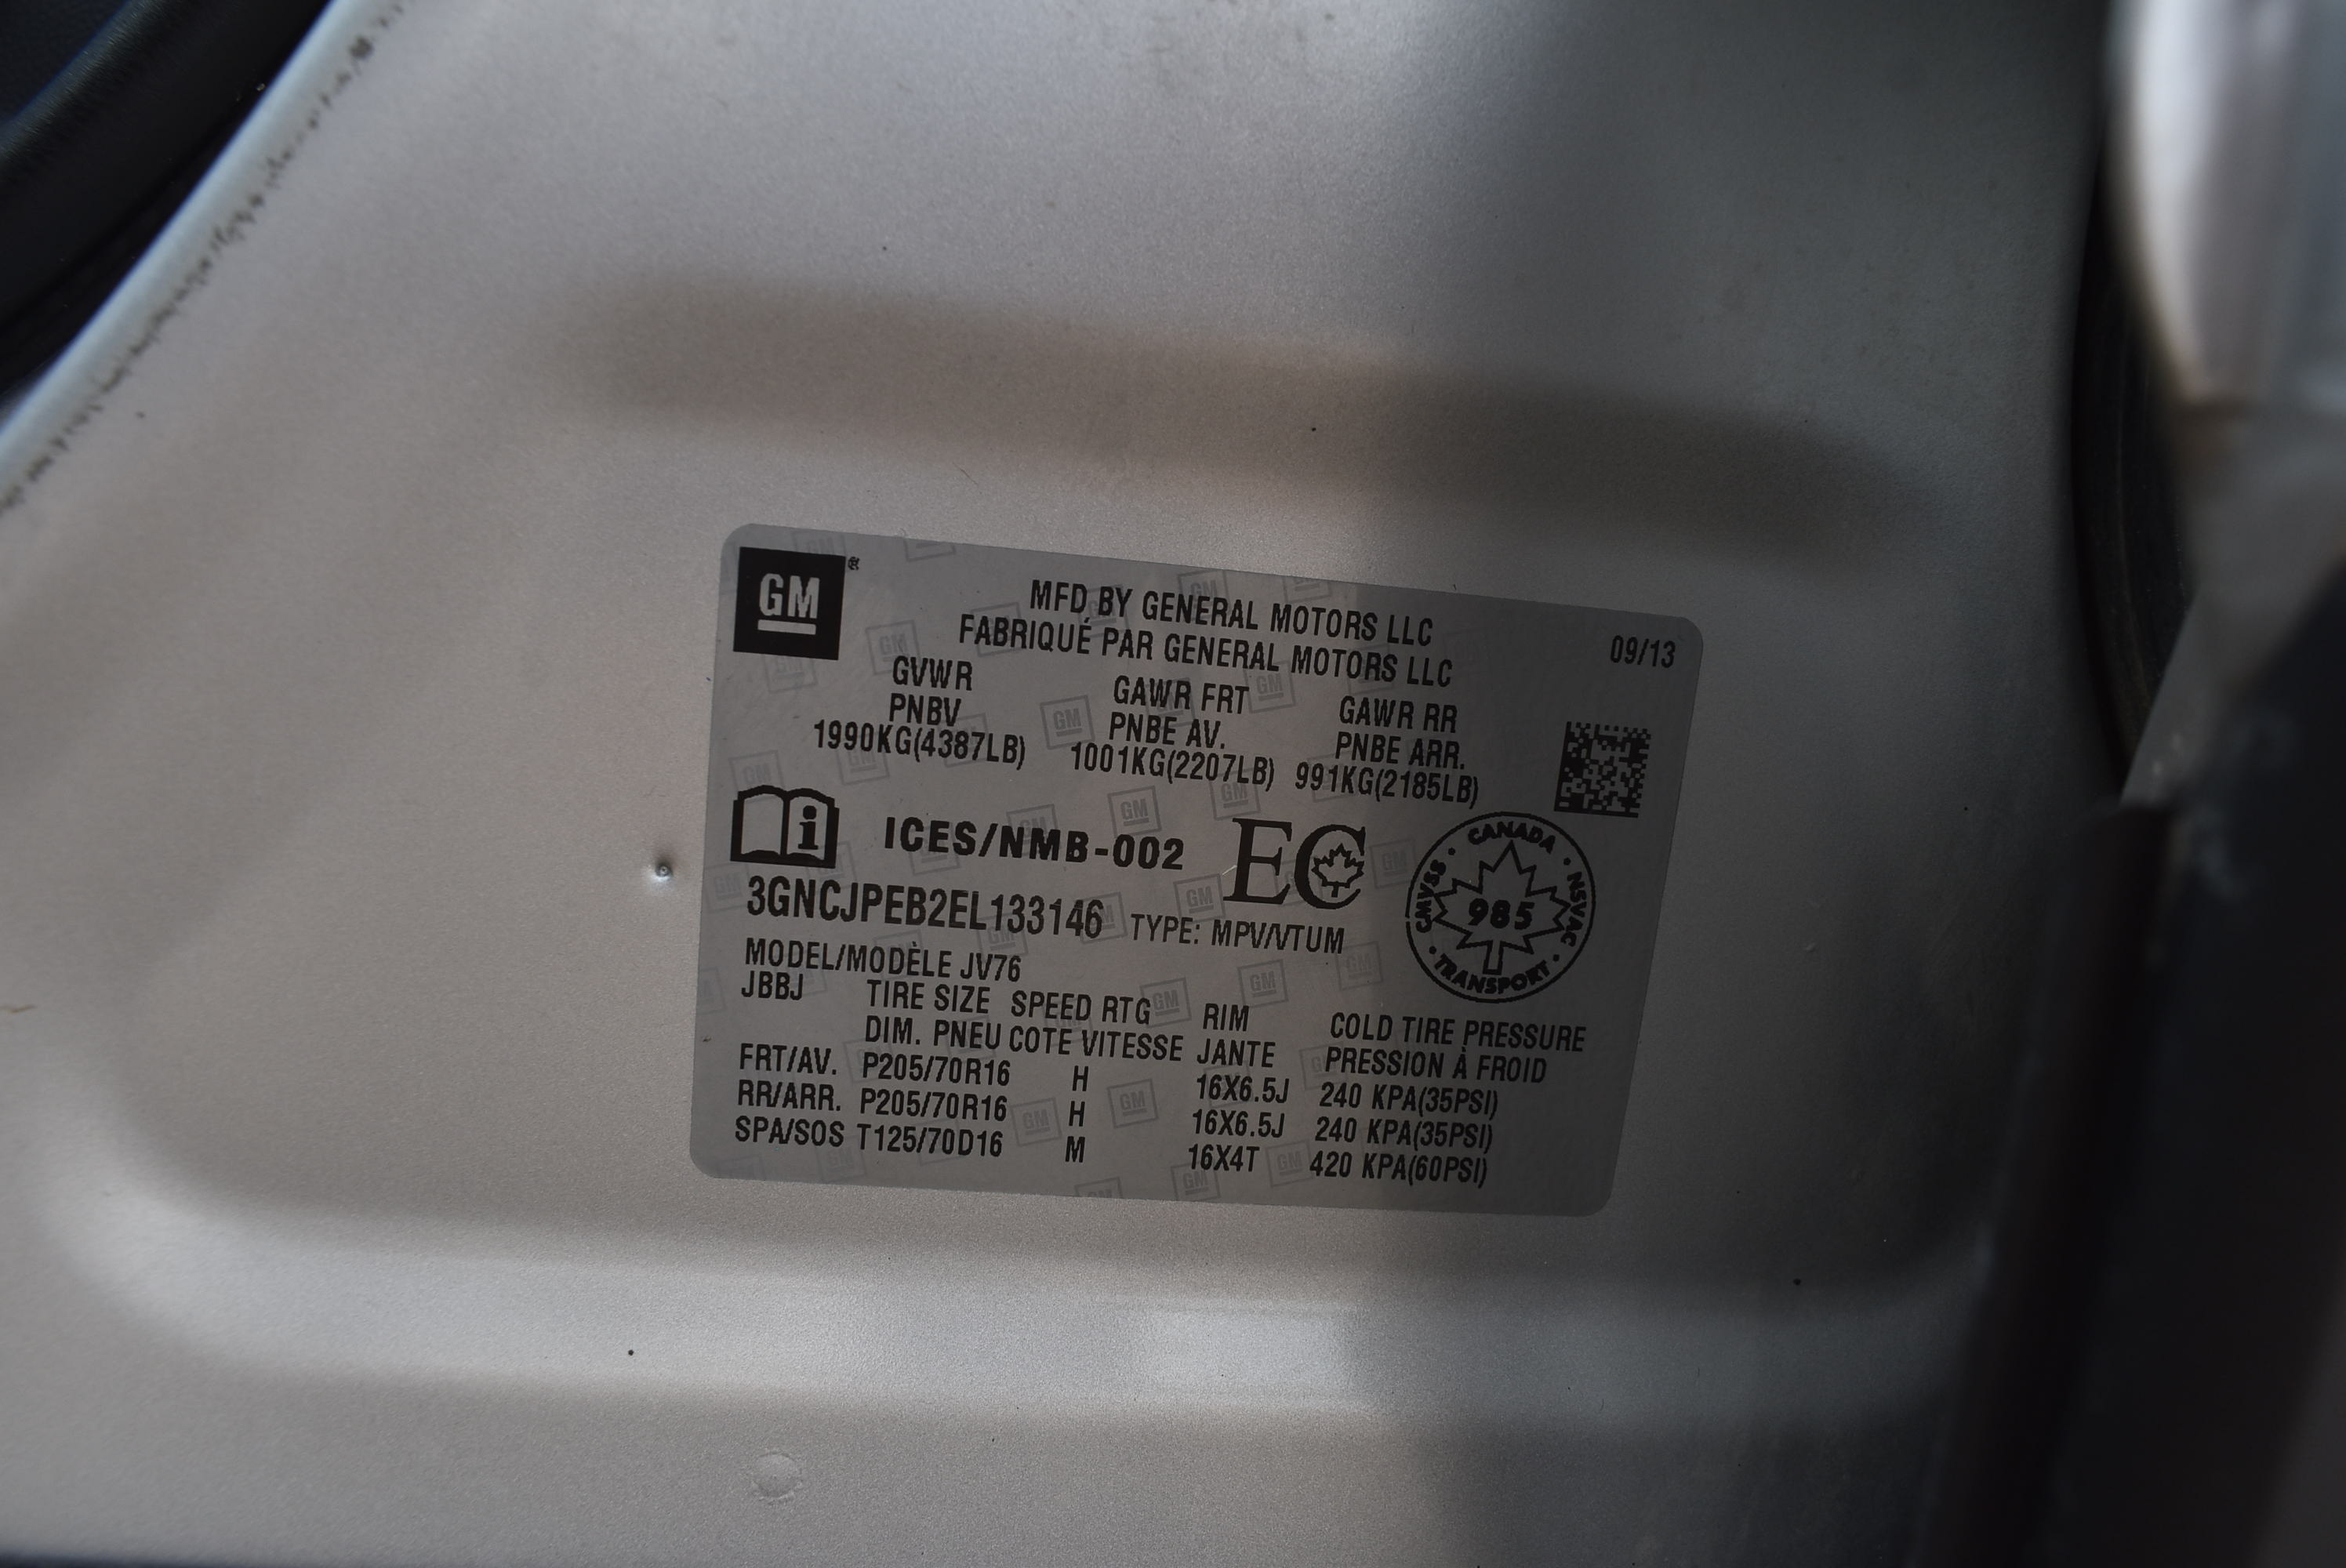 GM
MFD BY GENERAL MOTORS LLC
FABRIQUÉ PAR GENERAL MOTORS LLC
09/13
GVWR GAWR FRT GAWR RR
PNBV PNBE AV. PNBE ARR.
1990KG(4387LB) 1001KG(2207LB) 991KG(2185LB)
i ICES/NMB-002 EC
3GNCJPEB2EL133146 TYPE: MPV/VTUM
CANADA · NSVAC · TRANSPORT · CMVSS ·
985
MODEL/MODÈLE JV76
JBBJ TIRE SIZE SPEED RTG RIM COLD TIRE PRESSURE
DIM. PNEU COTE VITESSE JANTE PRESSION À FROID
FRT/AV. P205/70R16 H 16X6.5J 240 KPA(35PSI)
RR/ARR. P205/70R16 H 16X6.5J 240 KPA(35PSI)
SPA/SOS T125/70D16 M 16X4T 420 KPA(60PSI)